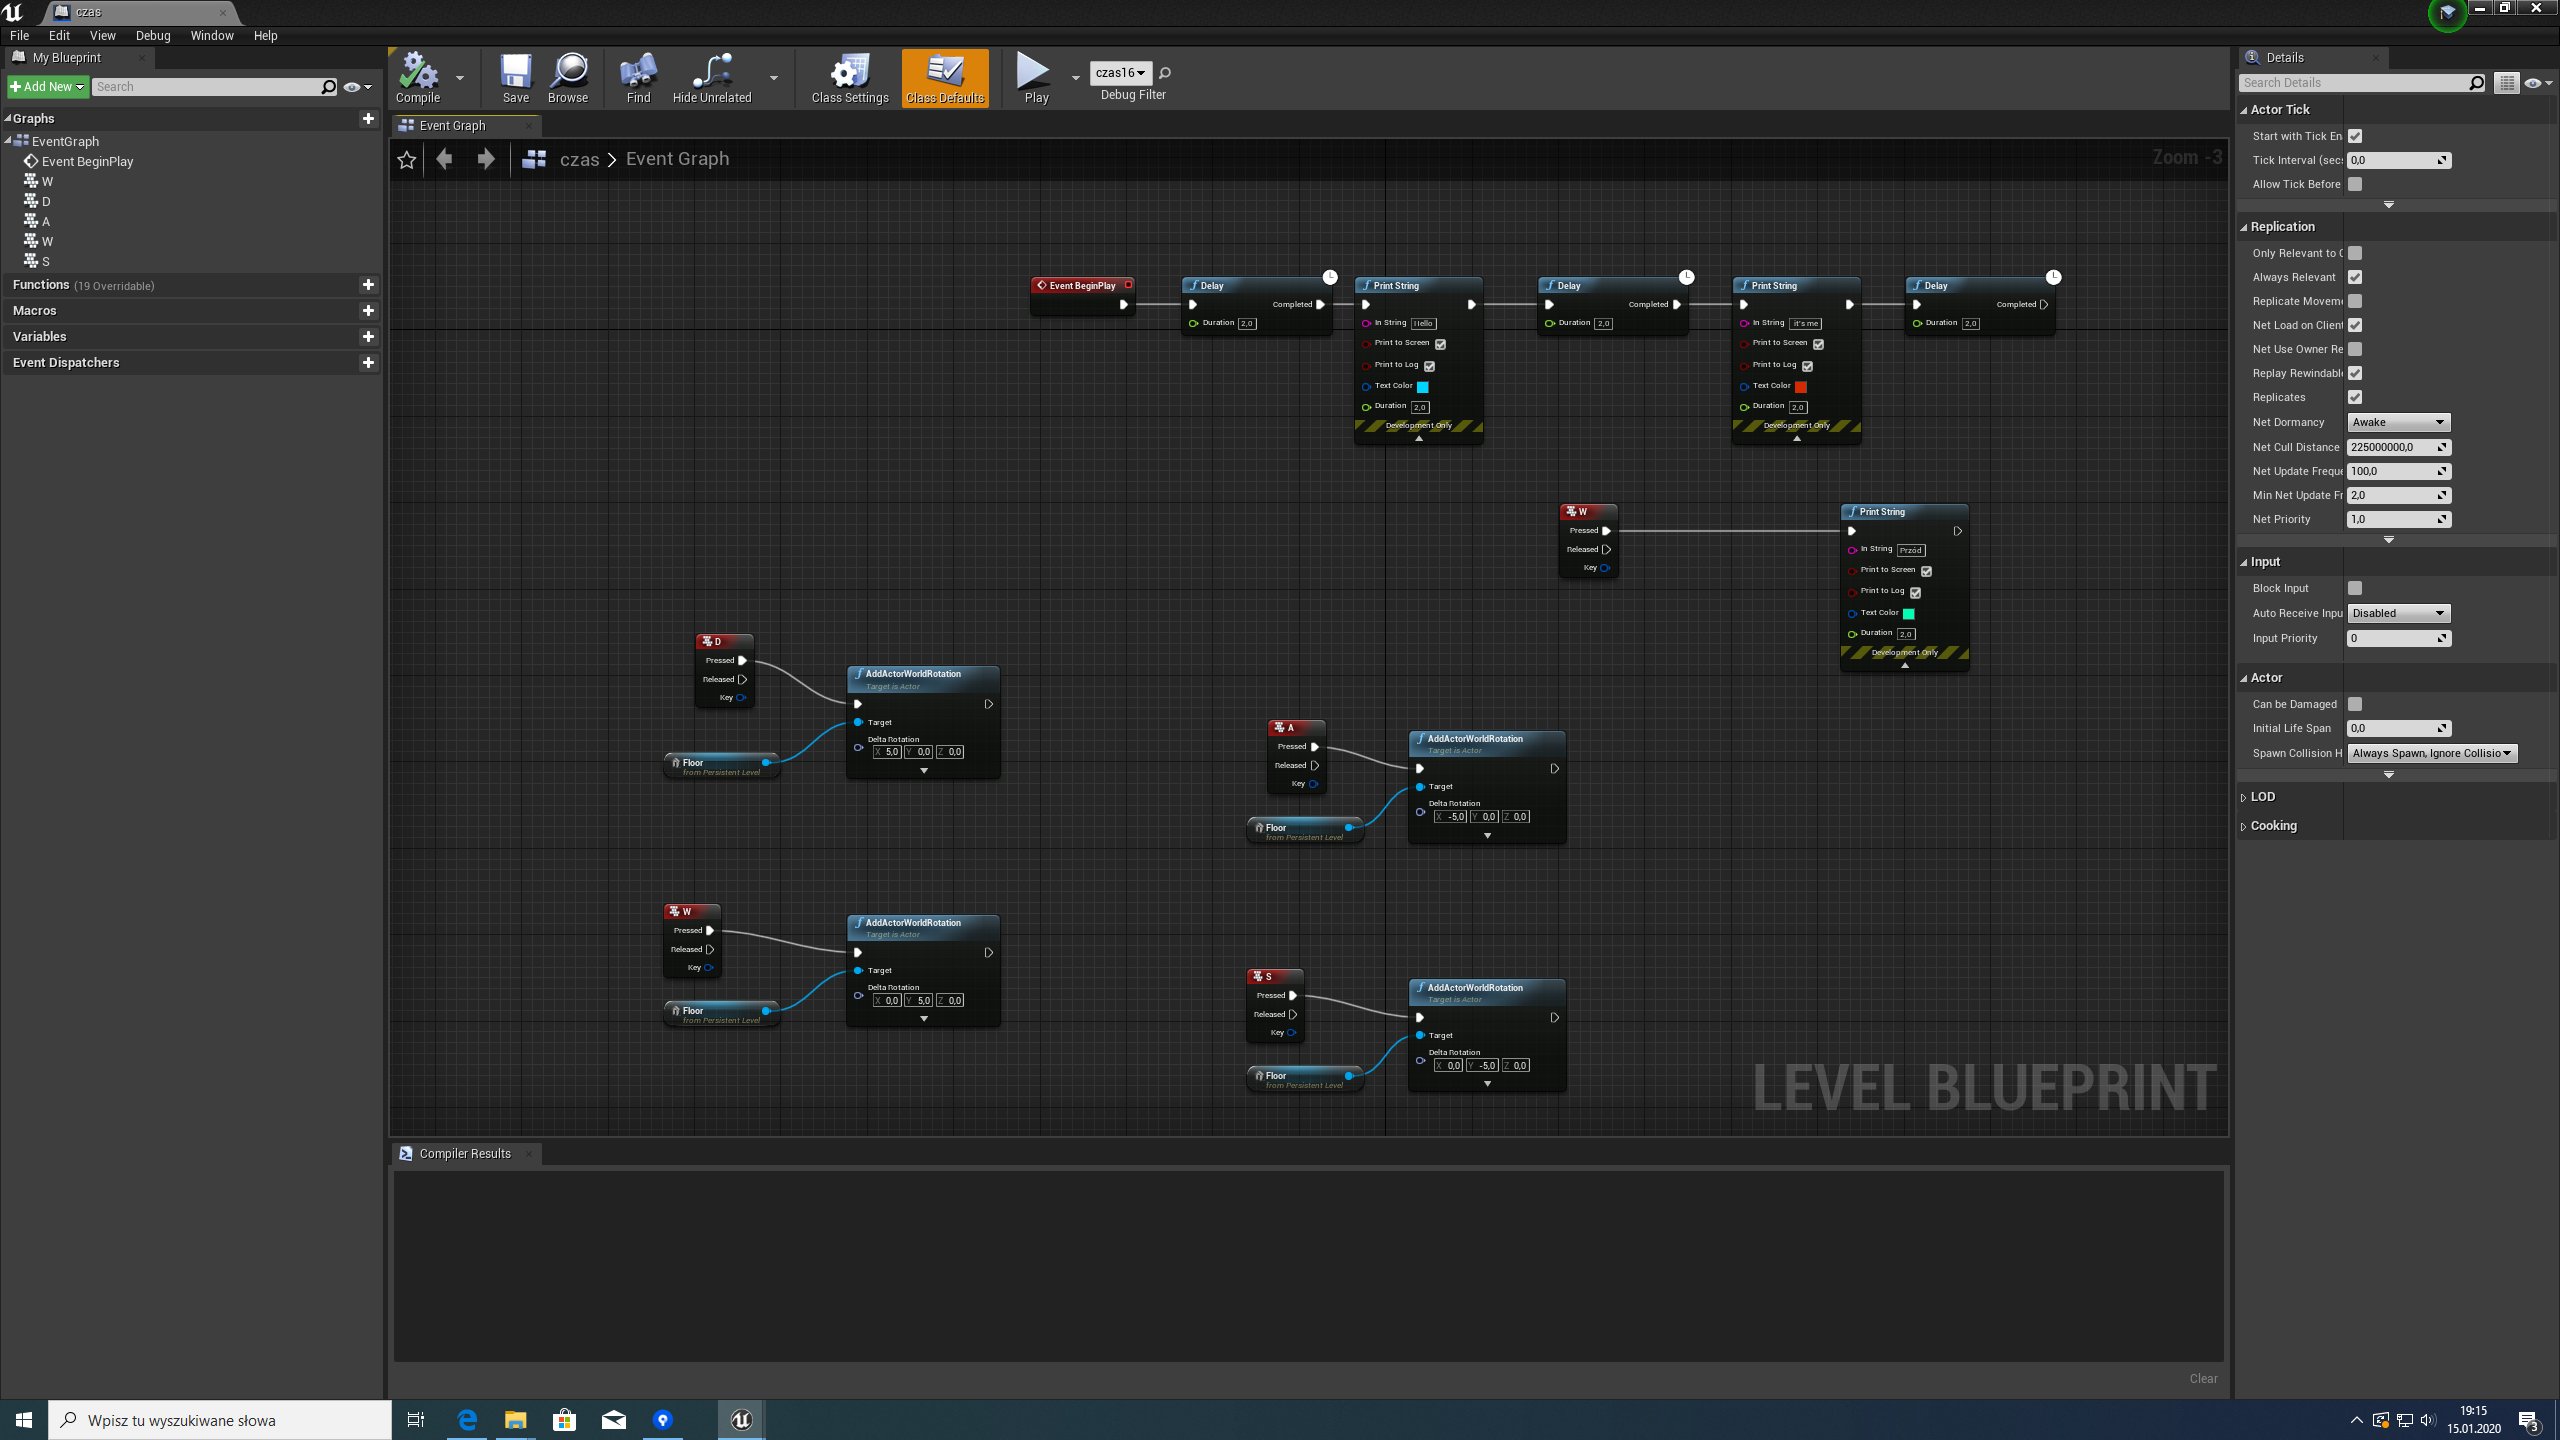 czas
File Edit View Debug Window Help
My Blueprint
Add New Search
Graphs
EventGraph
Event BeginPlay
W
D
A
W
S
Functions (19 Overridable)
Macros
Variables
Event Dispatchers
Compile Save Browse Find Hide Unrelated Class Settings Class Defaults Play
czas16
Debug Filter
Event Graph
czas > Event Graph
Zoom -3
Event BeginPlay
Delay
Completed
Duration 2,0
Print String
In String Hello
Print to Screen
Print to Log
Text Color
Duration 2,0
Development Only
Delay
Completed
Duration 2,0
Print String
In String it's me
Print to Screen
Print to Log
Text Color
Duration 2,0
Development Only
Delay
Completed
Duration 2,0
W
Pressed
Released
Key
Print String
In String Przód
Print to Screen
Print to Log
Text Color
Duration 2,0
Development Only
D
Pressed
Released
Key
Floor
from Persistent Level
AddActorWorldRotation
Target is Actor
Target
Delta Rotation
X 5,0 Y 0,0 Z 0,0
A
Pressed
Released
Key
Floor
from Persistent Level
AddActorWorldRotation
Target is Actor
Target
Delta Rotation
X -5,0 Y 0,0 Z 0,0
W
Pressed
Released
Key
Floor
from Persistent Level
AddActorWorldRotation
Target is Actor
Target
Delta Rotation
X 0,0 Y 5,0 Z 0,0
S
Pressed
Released
Key
Floor
from Persistent Level
AddActorWorldRotation
Target is Actor
Target
Delta Rotation
X 0,0 Y -5,0 Z 0,0
LEVEL BLUEPRINT
Compiler Results
Clear
Details
Search Details
Actor Tick
Start with Tick En
Tick Interval (secs 0,0
Allow Tick Before
Replication
Only Relevant to O
Always Relevant
Replicate Moveme
Net Load on Client
Net Use Owner Re
Replay Rewindable
Replicates
Net Dormancy Awake
Net Cull Distance 225000000,0
Net Update Freque 100,0
Min Net Update Fr 2,0
Net Priority 1,0
Input
Block Input
Auto Receive Inpu Disabled
Input Priority 0
Actor
Can be Damaged
Initial Life Span 0,0
Spawn Collision H Always Spawn, Ignore Collisio
LOD
Cooking
Wpisz tu wyszukiwane słowa
19:15
15.01.2020
3